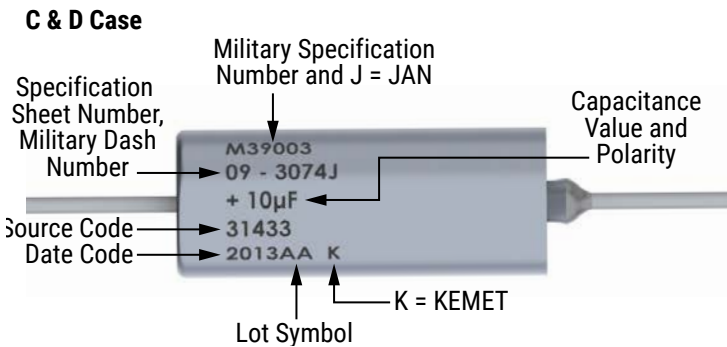 C & D Case
Military Specification
Number and J = JAN
Specification
Sheet Number,
Military Dash
Number
Capacitance
Value and
Polarity
M39003
09 - 3074J
+ 10µF
31433
2013AA K
Source Code
Date Code
K = KEMET
Lot Symbol